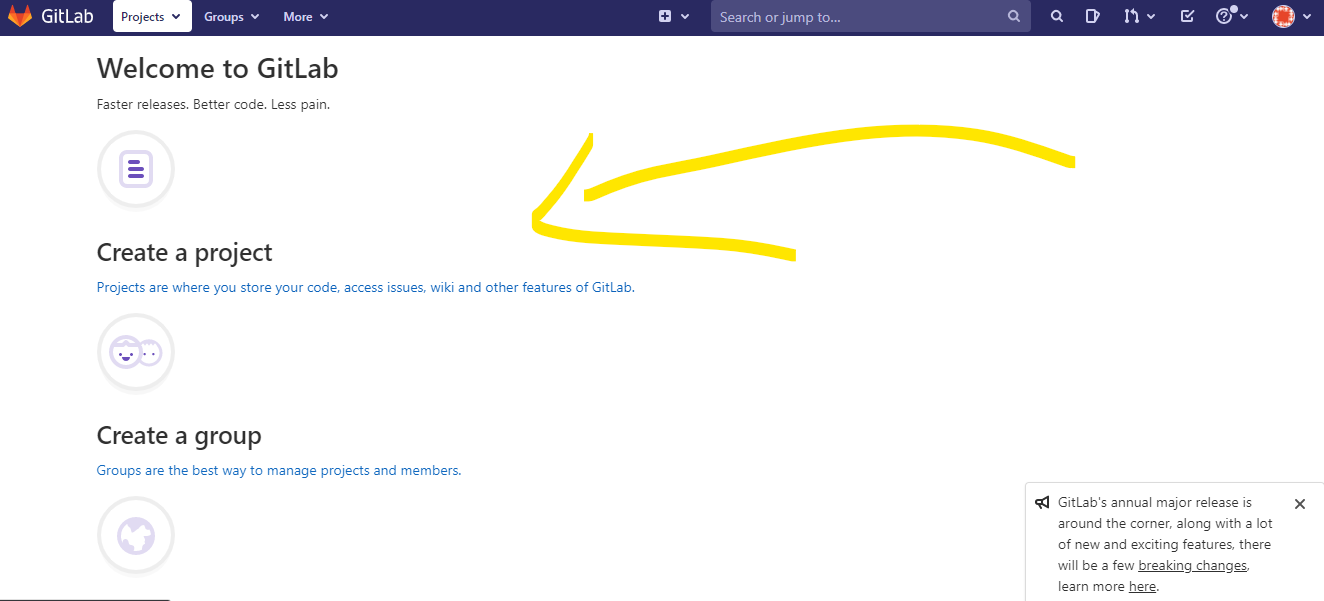 GitLab Projects Groups More Search or jump to...
Welcome to GitLab
Faster releases. Better code. Less pain.
Create a project
Projects are where you store your code, access issues, wiki and other features of GitLab.
Create a group
Groups are the best way to manage projects and members.
GitLab's annual major release is
around the corner, along with a lot
of new and exciting features, there
will be a few breaking changes,
learn more here.